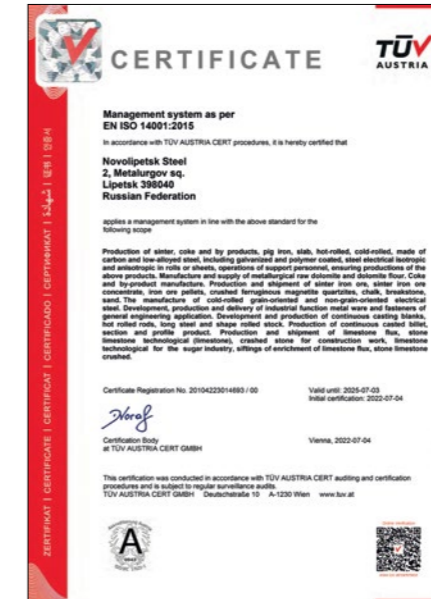 CERTIFICATE
TÜV
AUSTRIA
Management system as per
EN ISO 14001:2015
In accordance with TÜV AUSTRIA CERT procedures, it is hereby certified that
Novolipetsk Steel
2, Metalurgov sq.
Lipetsk 398040
Russian Federation
applies a management system in line with the above standard for the
following scope
Production of sinter, coke and by products, pig iron, slab, hot-rolled, cold-rolled, made of
carbon and low-alloyed steel, including galvanized and polymer coated, steel electrical isotropic
and anisotropic in rolls or sheets, operations of support personnel, ensuring productions of the
above products. Manufacture and supply of metallurgical raw dolomite and dolomite flour. Coke
and by-product manufacture. Production and shipment of sinter iron ore, sinter iron ore
concentrate, iron ore pellets, crushed ferruginous magnetite quartzites, chalk, breakstone,
sand. The manufacture of cold-rolled grain-oriented and non-grain-oriented electrical
steel. Development, production and delivery of industrial function metal ware and fasteners of
general engineering application. Development and production of continuous casting blanks,
hot rolled rods, long steel and shape rolled stock. Production of continuous casted billet,
section and profile product. Production and shipment of limestone flux, stone
limestone technological (limestone), crashed stone for construction work, limestone
technological for the sugar industry, siftings of enrichment of limestone flux, stone limestone
crushed.
Certificate Registration No. 20104223014693 / 00
Valid until: 2025-07-03
Initial certification: 2022-07-04
Certification Body
at TÜV AUSTRIA CERT GMBH
Vienna, 2022-07-04
This certification was conducted in accordance with TÜV AUSTRIA CERT auditing and certification
procedures and is subject to regular surveillance audits.
TÜV AUSTRIA CERT GMBH Deutschstraße 10 A-1230 Wien www.tuv.at
ZERTIFIKAT | CERTIFICATE | CERTIFICAT | CERTIFICADO | СЕРТИФИКАТ | شهادة | 证书 | 인증서
A